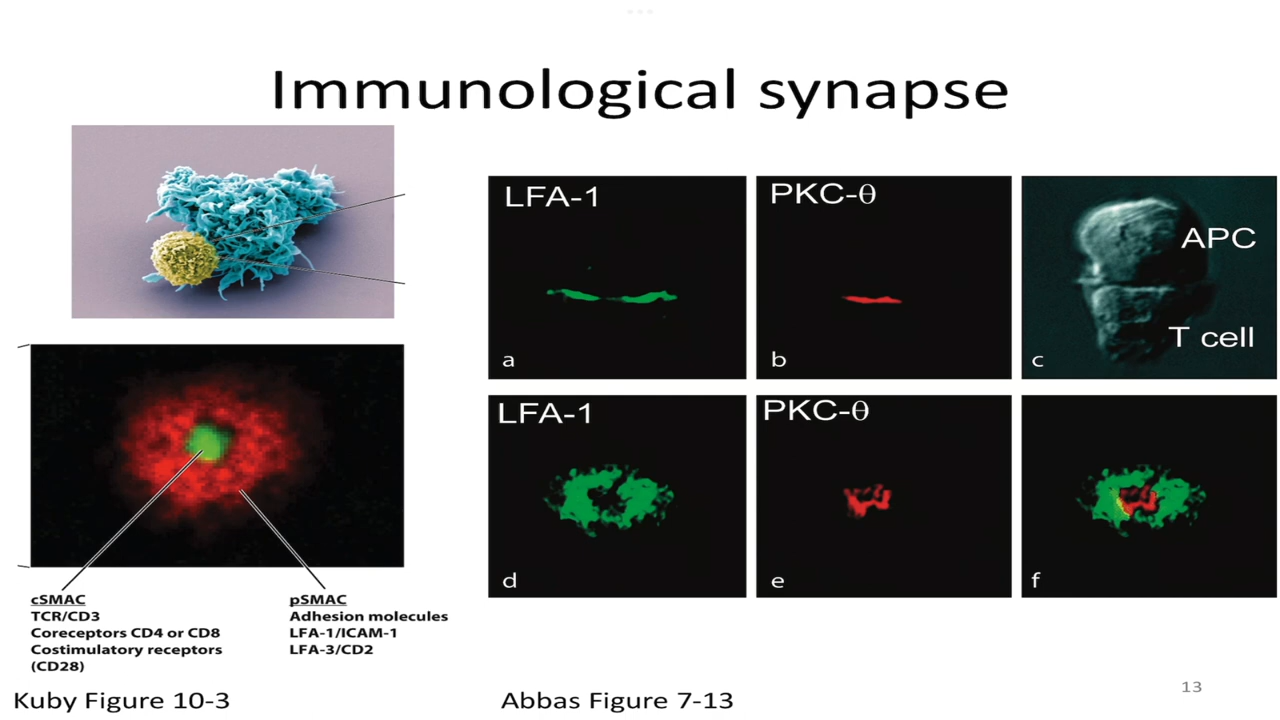 Immunological synapse
LFA-1
PKC-θ
APC
T cell
a
b
c
LFA-1
PKC-θ
d
e
f
cSMAC
TCR/CD3
Coreceptors CD4 or CD8
Costimulatory receptors
(CD28)
pSMAC
Adhesion molecules
LFA-1/ICAM-1
LFA-3/CD2
Kuby Figure 10-3
Abbas Figure 7-13
13